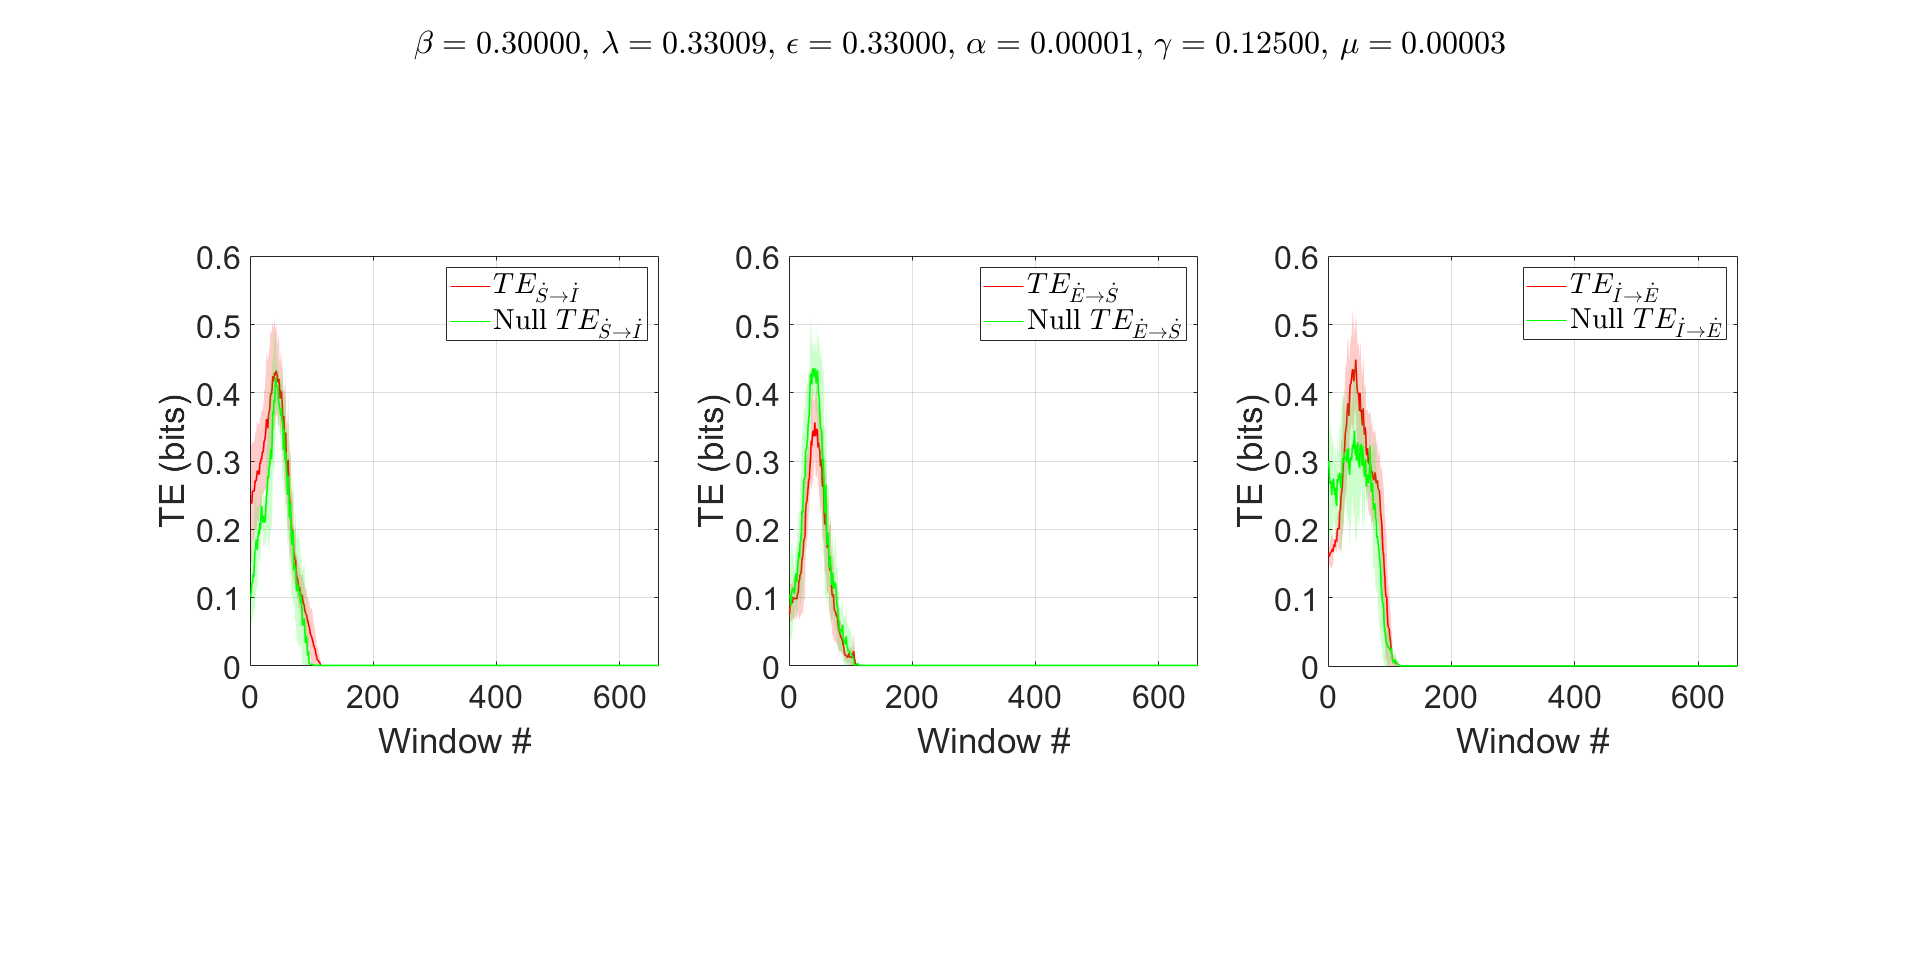 β = 0.30000, λ = 0.33009, ϵ = 0.33000, α = 0.00001, γ = 0.12500, μ = 0.00003
0.6
0.5
0.4
0.3
0.2
0.1
0
0 200 400 600
TE (bits)
Window #
TE_{Ṡ→İ}
Null TE_{Ṡ→İ}
0.6
0.5
0.4
0.3
0.2
0.1
0
0 200 400 600
TE (bits)
Window #
TE_{Ė→Ṡ}
Null TE_{Ė→Ṡ}
0.6
0.5
0.4
0.3
0.2
0.1
0
0 200 400 600
TE (bits)
Window #
TE_{İ→Ė}
Null TE_{İ→Ė}